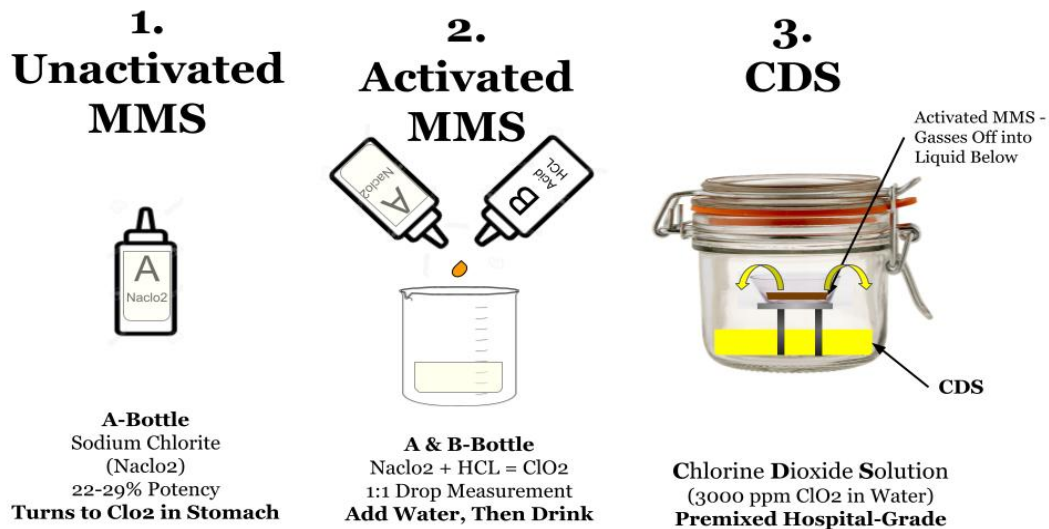 1.
Unactivated
MMS
A
Naclo2
A-Bottle
Sodium Chlorite
(Naclo2)
22-29% Potency
Turns to Clo2 in Stomach
2.
Activated
MMS
A
Naclo2
B
Acid
HCL
A & B-Bottle
Naclo2 + HCL = ClO2
1:1 Drop Measurement
Add Water, Then Drink
3.
CDS
Activated MMS -
Gasses Off into
Liquid Below
CDS
Chlorine Dioxide Solution
(3000 ppm ClO2 in Water)
Premixed Hospital-Grade